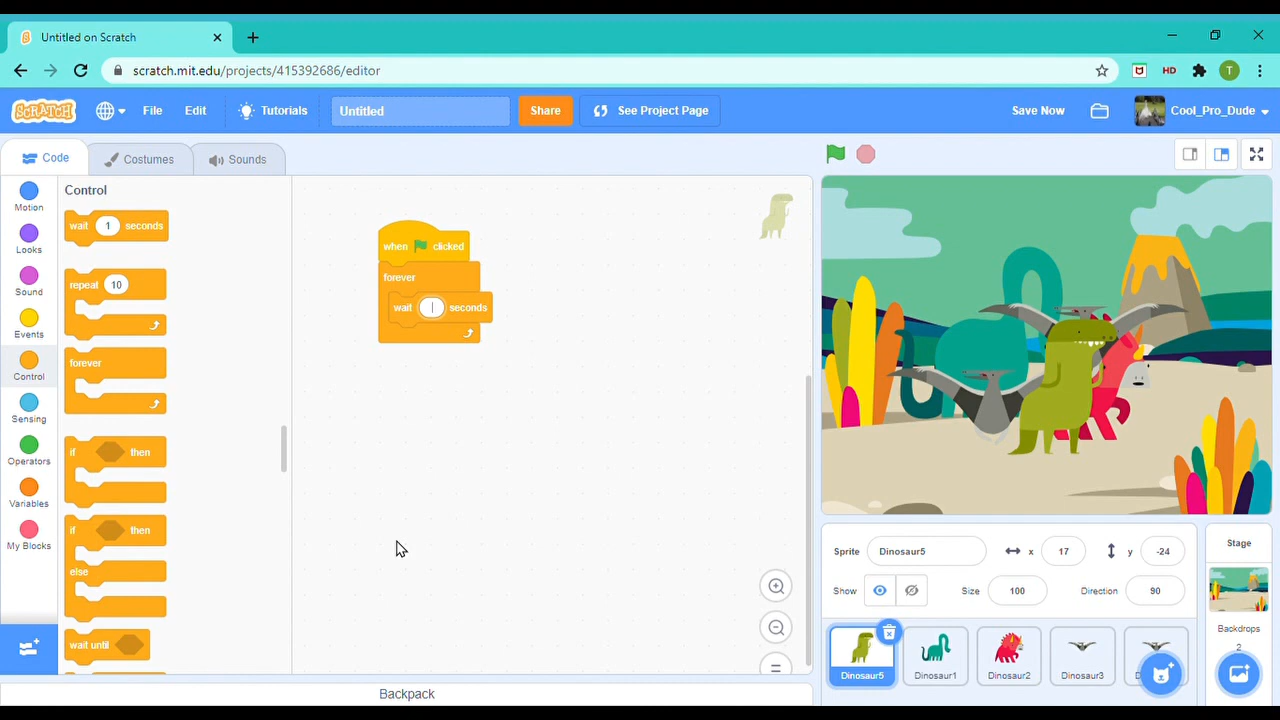 Untitled on Scratch
scratch.mit.edu/projects/415392686/editor
HD
T
SCRATCH
File
Edit
Tutorials
Untitled
Share
See Project Page
Save Now
Cool_Pro_Dude
Code
Costumes
Sounds
Motion
Looks
Sound
Events
Control
Sensing
Operators
Variables
My Blocks
Control
wait 1 seconds
repeat 10
forever
if then
if then
else
wait until
when clicked
forever
wait seconds
Backpack
Sprite Dinosaur5 x 17 y -24
Show Size 100 Direction 90
Dinosaur5
Dinosaur1
Dinosaur2
Dinosaur3
Stage
Backdrops
2